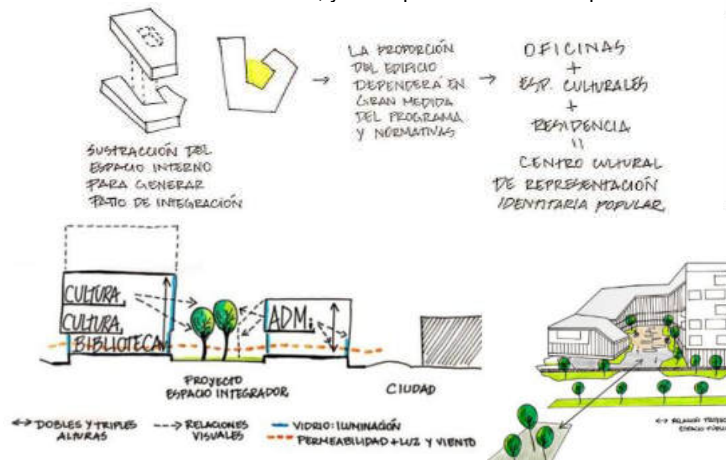 SUSTRACCIÓN DEL
ESPACIO INTERNO
PARA GENERAR
PATIO DE INTEGRACIÓN
LA PROPORCIÓN
DEL EDIFICIO
DEPENDERÁ EN
GRAN MEDIDA
DEL PROGRAMA
Y NORMATIVAS
OFICINAS
+
ESP. CULTURALES
+
RESIDENCIA
=
CENTRO CULTURAL
DE REPRESENTACIÓN
IDENTITARIA POPULAR
CULTURA
CULTURA
BIBLIOTECA
ADM.
PROYECTO
ESPACIO INTEGRADOR
CIUDAD
DOBLES Y TRIPLES
ALTURAS
RELACIONES
VISUALES
VIDRIO: ILUMINACIÓN
PERMEABILIDAD + LUZ Y VIENTO
RELACIÓN